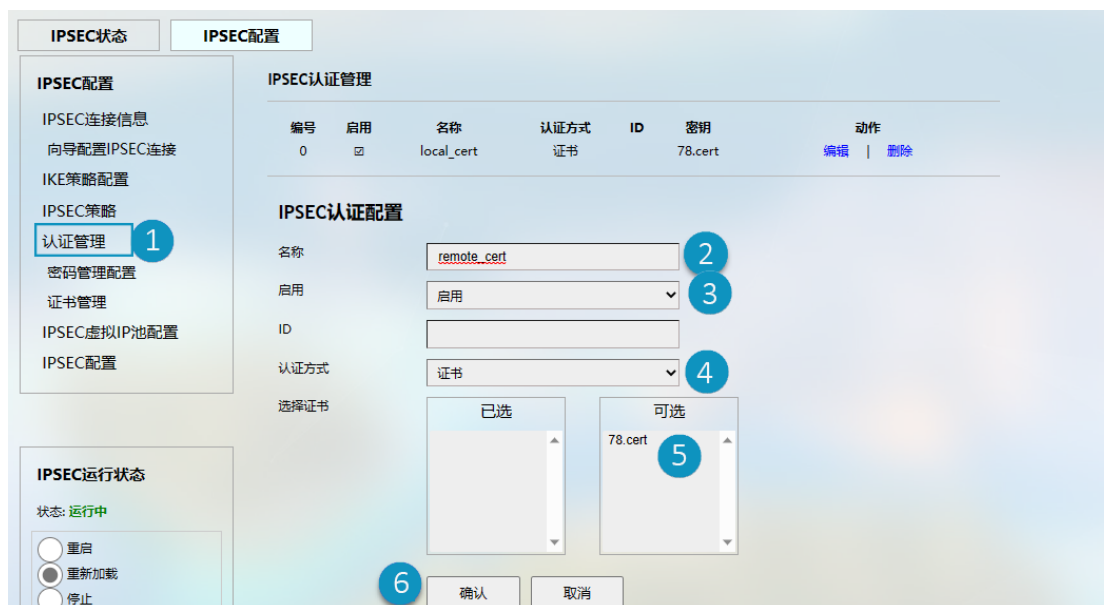 IPSEC状态 IPSEC配置
IPSEC配置
IPSEC连接信息
向导配置IPSEC连接
IKE策略配置
IPSEC策略
认证管理 1
密码管理配置
证书管理
IPSEC虚拟IP池配置
IPSEC配置
IPSEC运行状态
状态: 运行中
重启
重新加载
停止
IPSEC认证管理
编号 启用 名称 认证方式 ID 密钥 动作
0 ☑ local_cert 证书 78.cert 编辑 | 删除
IPSEC认证配置
名称 remote_cert 2
启用 启用 3
ID
认证方式 证书 4
选择证书 已选 可选
78.cert 5
6 确认 取消